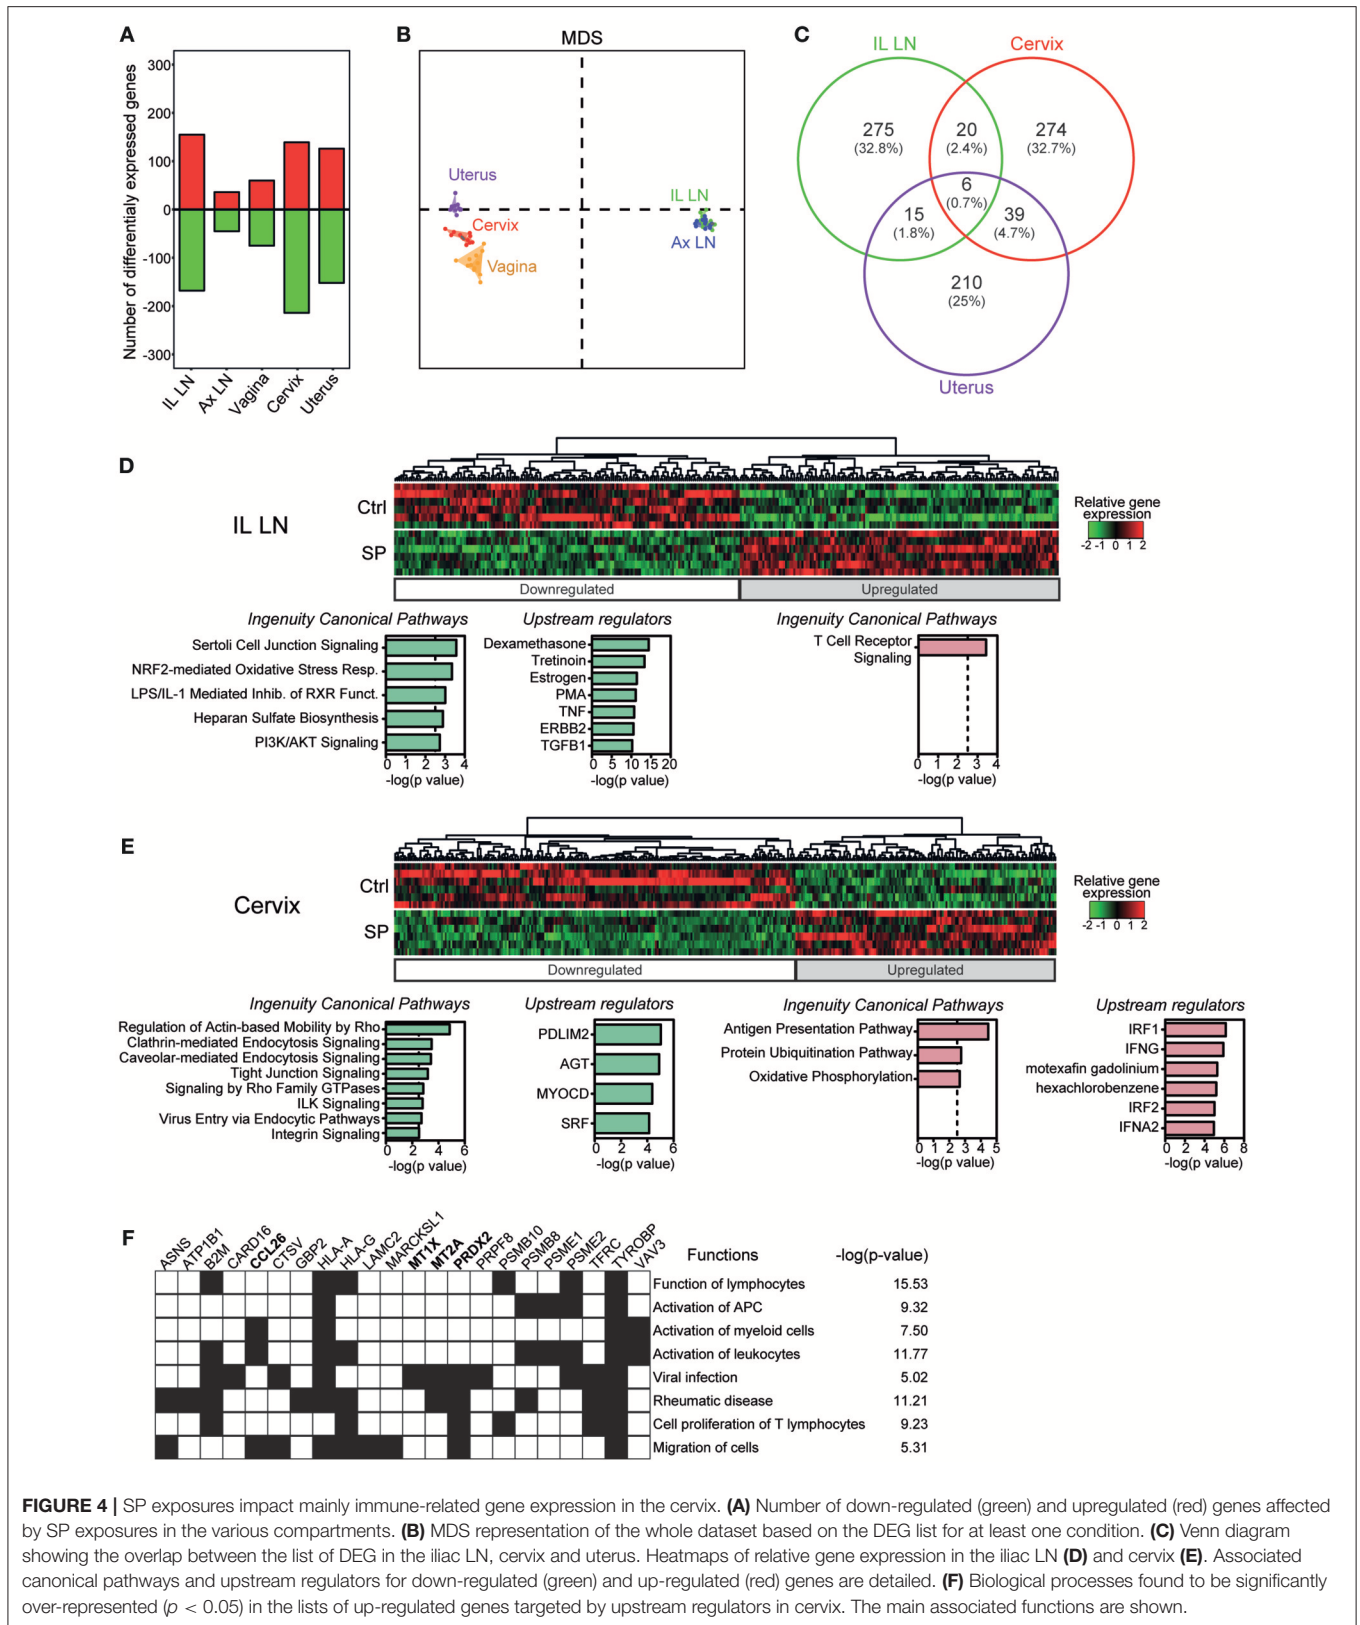 A
Number of differentialy expressed genes
300
200
100
0
-100
-200
-300
IL LN
Ax LN
Vagina
Cervix
Uterus
B
MDS
Uterus
Cervix
Vagina
IL LN
Ax LN
C
IL LN
Cervix
275
(32.8%)
20
(2.4%)
274
(32.7%)
6
(0.7%)
15
(1.8%)
39
(4.7%)
210
(25%)
Uterus
D
IL LN
Ctrl
SP
Relative gene
expression
-2 -1 0 1 2
Downregulated
Upregulated
Ingenuity Canonical Pathways
Sertoli Cell Junction Signaling
NRF2-mediated Oxidative Stress Resp.
LPS/IL-1 Mediated Inhib. of RXR Funct.
Heparan Sulfate Biosynthesis
PI3K/AKT Signaling
0 1 2 3 4
-log(p value)
Upstream regulators
Dexamethasone
Tretinoin
Estrogen
PMA
TNF
ERBB2
TGFB1
0 5 10 15 20
-log(p value)
Ingenuity Canonical Pathways
T Cell Receptor
Signaling
0 1 2 3 4
-log(p value)
E
Cervix
Ctrl
SP
Relative gene
expression
-2 -1 0 1 2
Downregulated
Upregulated
Ingenuity Canonical Pathways
Regulation of Actin-based Mobility by Rho
Clathrin-mediated Endocytosis Signaling
Caveolar-mediated Endocytosis Signaling
Tight Junction Signaling
Signaling by Rho Family GTPases
ILK Signaling
Virus Entry via Endocytic Pathways
Integrin Signaling
0 2 4 6
-log(p value)
Upstream regulators
PDLIM2
AGT
MYOCD
SRF
0 2 4 6
-log(p value)
Ingenuity Canonical Pathways
Antigen Presentation Pathway
Protein Ubiquitination Pathway
Oxidative Phosphorylation
0 1 2 3 4 5
-log(p value)
Upstream regulators
IRF1
IFNG
motexafin gadolinium
hexachlorobenzene
IRF2
IFNA2
0 2 4 6 8
-log(p value)
F
ASNS
ATP1B1
B2M
CARD16
CCL26
CTSV
GBP2
HLA-A
HLA-G
LAMC2
MARCKSL1
MT1X
MT2A
PRDX2
PRPF8
PSMB10
PSMB8
PSME1
PSME2
TFRC
TYROBP
VAV3
Functions -log(p-value)
Function of lymphocytes 15.53
Activation of APC 9.32
Activation of myeloid cells 7.50
Activation of leukocytes 11.77
Viral infection 5.02
Rheumatic disease 11.21
Cell proliferation of T lymphocytes 9.23
Migration of cells 5.31
FIGURE 4 | SP exposures impact mainly immune-related gene expression in the cervix. (A) Number of down-regulated (green) and upregulated (red) genes affected
by SP exposures in the various compartments. (B) MDS representation of the whole dataset based on the DEG list for at least one condition. (C) Venn diagram
showing the overlap between the list of DEG in the iliac LN, cervix and uterus. Heatmaps of relative gene expression in the iliac LN (D) and cervix (E). Associated
canonical pathways and upstream regulators for down-regulated (green) and up-regulated (red) genes are detailed. (F) Biological processes found to be significantly
over-represented (p < 0.05) in the lists of up-regulated genes targeted by upstream regulators in cervix. The main associated functions are shown.